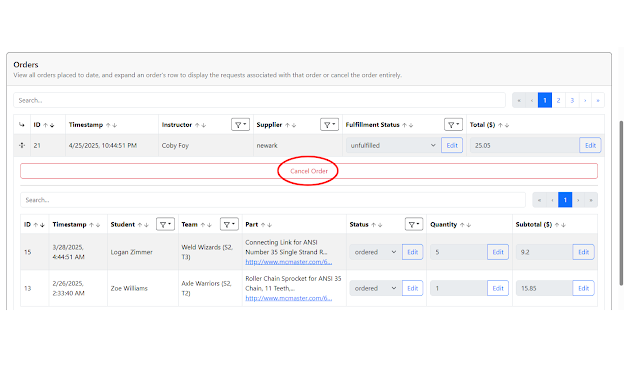 Orders
View all orders placed to date, and expand an order's row to display the requests associated with that order or cancel the order entirely.
Search...
« ‹ 1 2 3 › »
ID Timestamp Instructor Supplier Fulfillment Status Total ($)
21 4/25/2025, 10:44:51 PM Coby Foy newark unfulfilled Edit 25.05 Edit
Cancel Order
Search...
« ‹ 1 › »
ID Timestamp Student Team Part Status Quantity Subtotal ($)
15 3/28/2025, 4:44:51 AM Logan Zimmer Weld Wizards (S2, T3) Connecting Link for ANSI Number 35 Single Strand R... http://www.mcmaster.com/6... ordered Edit 5 Edit 9.2 Edit
13 2/26/2025, 2:33:40 AM Zoe Williams Axle Warriors (S2, T2) Roller Chain Sprocket for ANSI 35 Chain, 11 Teeth,... http://www.mcmaster.com/6... ordered Edit 1 Edit 15.85 Edit